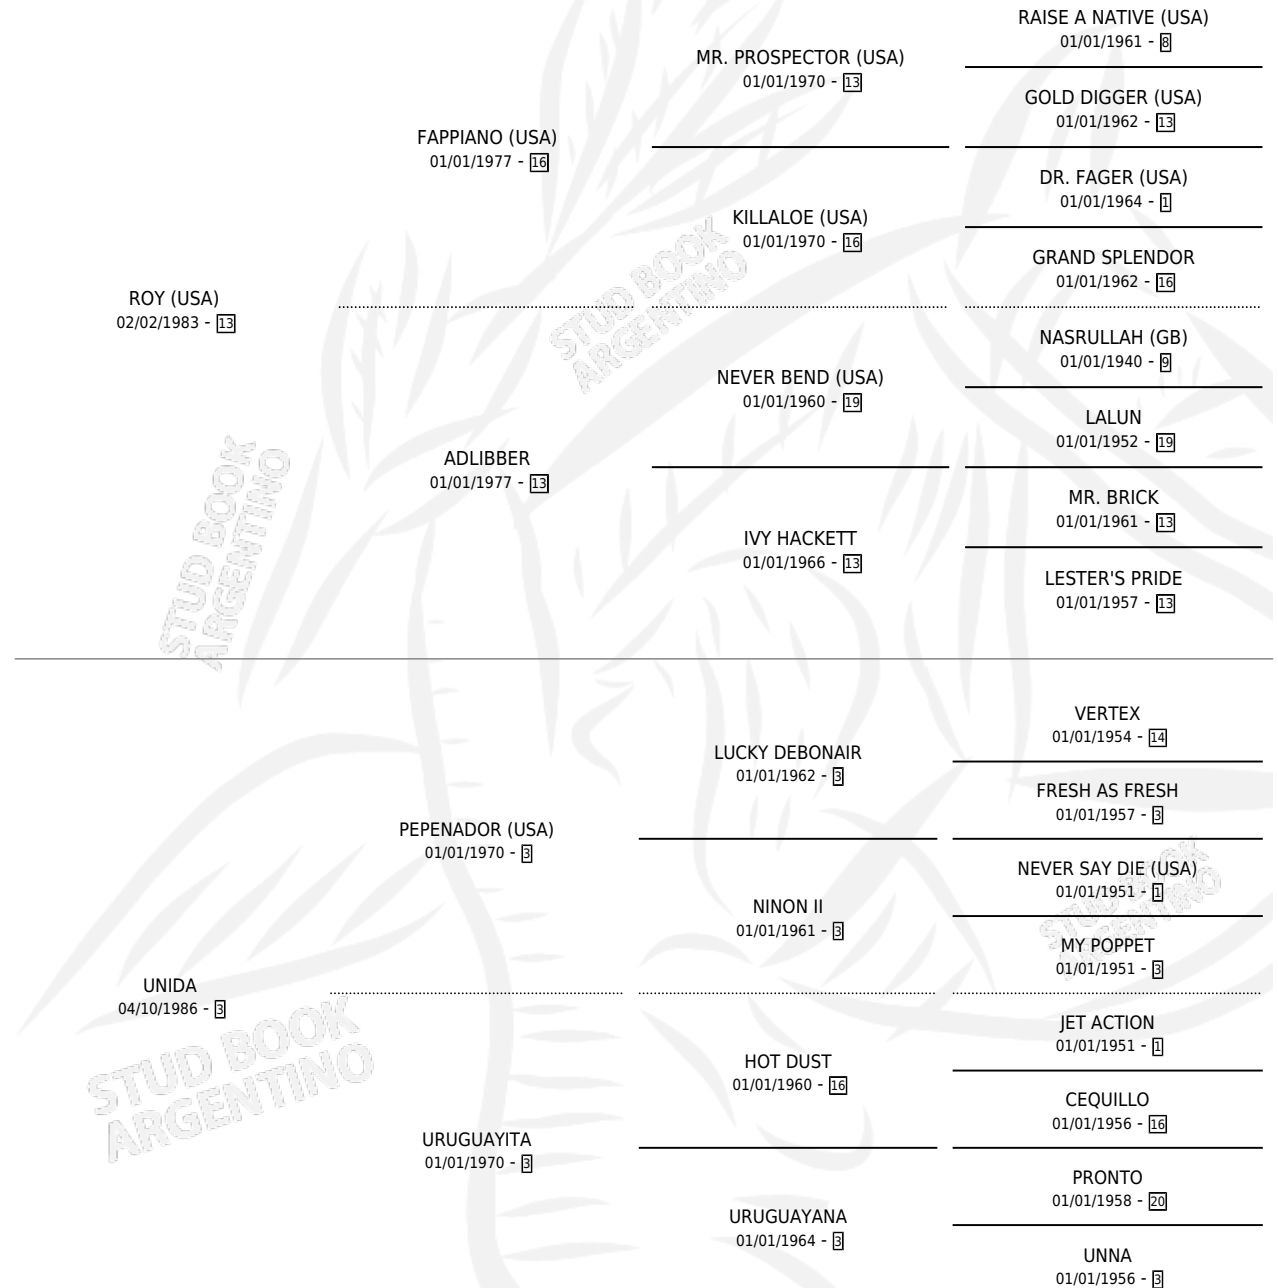 RAISE A NATIVE (USA)
01/01/1961 - 8
MR. PROSPECTOR (USA)
01/01/1970 - 13
GOLD DIGGER (USA)
01/01/1962 - 13
FAPPIANO (USA)
01/01/1977 - 16
DR. FAGER (USA)
01/01/1964 - 1
KILLALOE (USA)
01/01/1970 - 16
GRAND SPLENDOR
01/01/1962 - 16
ROY (USA)
02/02/1983 - 13
NASRULLAH (GB)
01/01/1940 - 9
NEVER BEND (USA)
01/01/1960 - 19
LALUN
01/01/1952 - 19
ADLIBBER
01/01/1977 - 13
MR. BRICK
01/01/1961 - 13
IVY HACKETT
01/01/1966 - 13
LESTER'S PRIDE
01/01/1957 - 13
VERTEX
01/01/1954 - 14
LUCKY DEBONAIR
01/01/1962 - 3
FRESH AS FRESH
01/01/1957 - 3
PEPENADOR (USA)
01/01/1970 - 3
NEVER SAY DIE (USA)
01/01/1951 - 1
NINON II
01/01/1961 - 3
MY POPPET
01/01/1951 - 3
UNIDA
04/10/1986 - 3
JET ACTION
01/01/1951 - 1
HOT DUST
01/01/1960 - 16
CEQUILLO
01/01/1956 - 16
URUGUAYITA
01/01/1970 - 3
PRONTO
01/01/1958 - 20
URUGUAYANA
01/01/1964 - 3
UNNA
01/01/1956 - 3
STUD BOOK
ARGENTINO
STUD BOOK
ARGENTINO
STUD BOOK
ARGENTINO
STUD BOOK
ARGENTINO